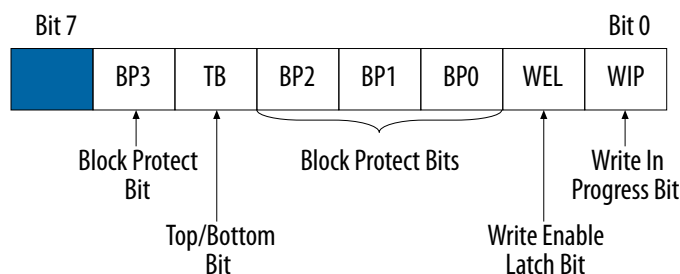 Bit 7
Bit 0
BP3
TB
BP2
BP1
BP0
WEL
WIP
Block Protect
Bit
Block Protect Bits
Write In
Progress Bit
Top/Bottom
Bit
Write Enable
Latch Bit